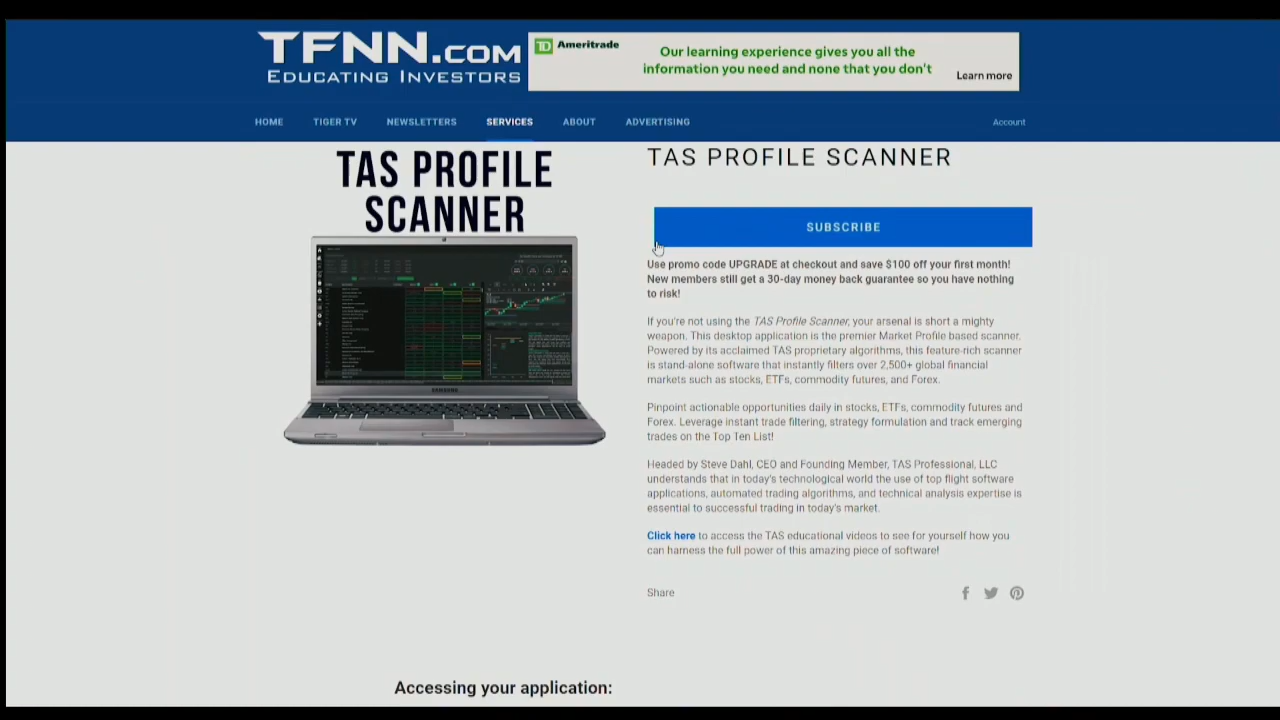 TFNN.COM
EDUCATING INVESTORS
TD Ameritrade
Our learning experience gives you all the
information you need and none that you don't
Learn more
HOME TIGER TV NEWSLETTERS SERVICES ABOUT ADVERTISING Account
TAS PROFILE
SCANNER
SAMSUNG
TAS PROFILE SCANNER
SUBSCRIBE
Use promo code UPGRADE at checkout and save $100 off your first month!
New members still get a 30-day money back guarantee so you have nothing
to risk!
If you're not using the TAS Profile Scanner, your arsenal is short a mighty
weapon. This desktop application is the premier Market Profile based scanner.
Powered by its acclaimed TAS proprietary algorithms, this feature-rich scanner
is stand-alone software that instantly filters over 2,500+ global financial
markets such as stocks, ETFs, commodity futures, and Forex.
Pinpoint actionable opportunities daily in stocks, ETFs, commodity futures and
Forex. Leverage instant trade filtering, strategy formulation and track emerging
trades on the Top Ten List!
Headed by Steve Dahl, CEO and Founding Member, TAS Professional, LLC
understands that in today's technological world the use of top flight software
applications, automated trading algorithms, and technical analysis expertise is
essential to successful trading in today's market.
Click here to access the TAS educational videos to see for yourself how you
can harness the full power of this amazing piece of software!
Share
Accessing your application: